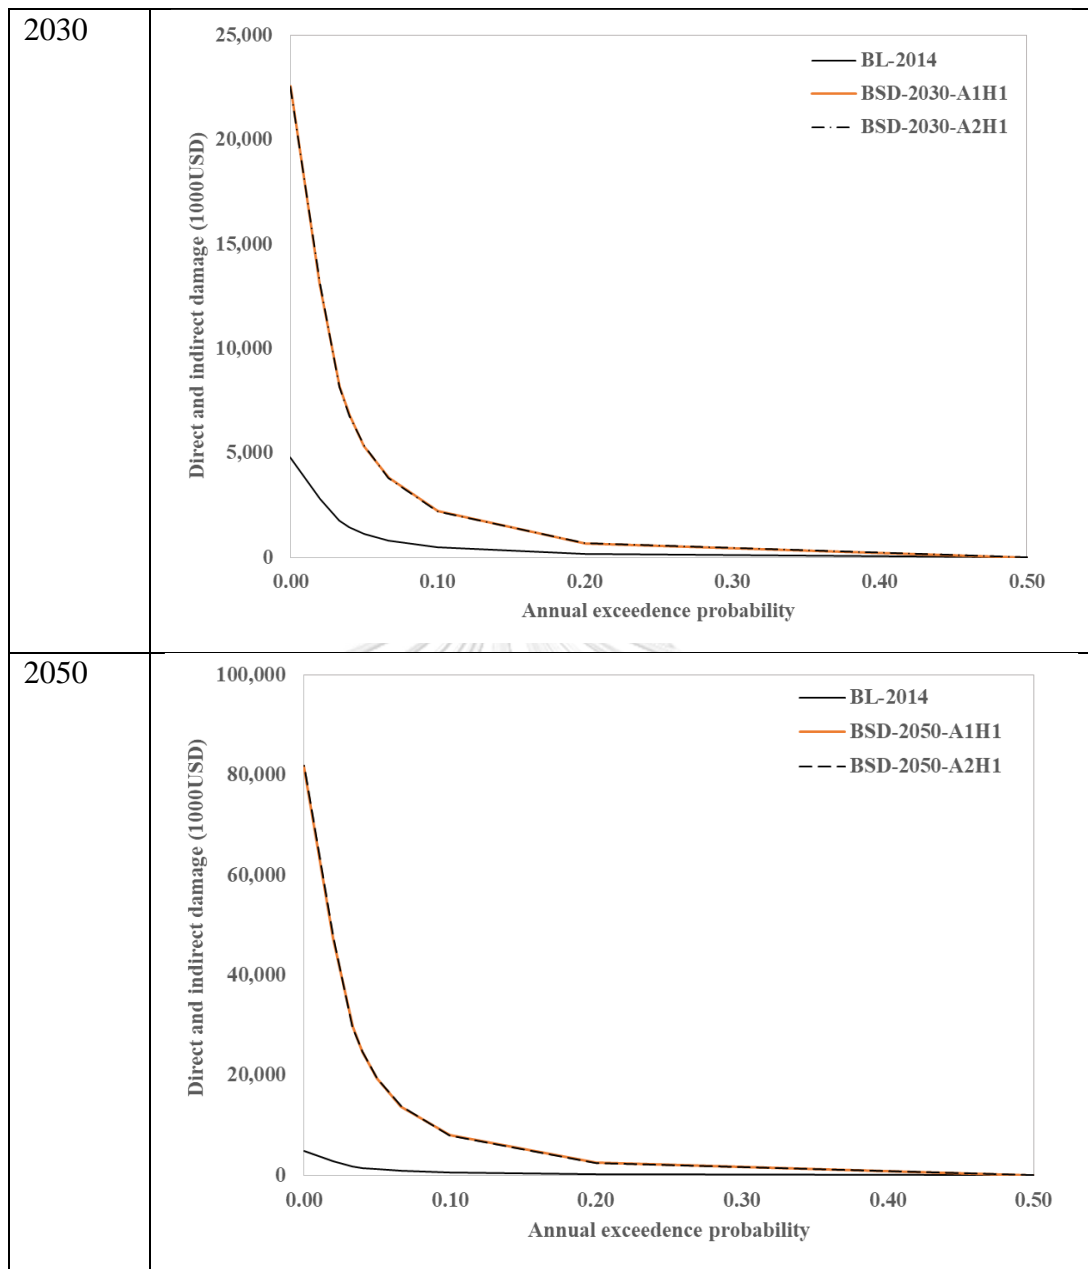 2030
25,000
20,000
15,000
10,000
5,000
0
Direct and indirect damage (1000USD)
BL-2014
BSD-2030-A1H1
BSD-2030-A2H1
0.00 0.10 0.20 0.30 0.40 0.50
Annual exceedence probability
2050
100,000
80,000
60,000
40,000
20,000
0
Direct and indirect damage (1000USD)
BL-2014
BSD-2050-A1H1
BSD-2050-A2H1
0.00 0.10 0.20 0.30 0.40 0.50
Annual exceedence probability